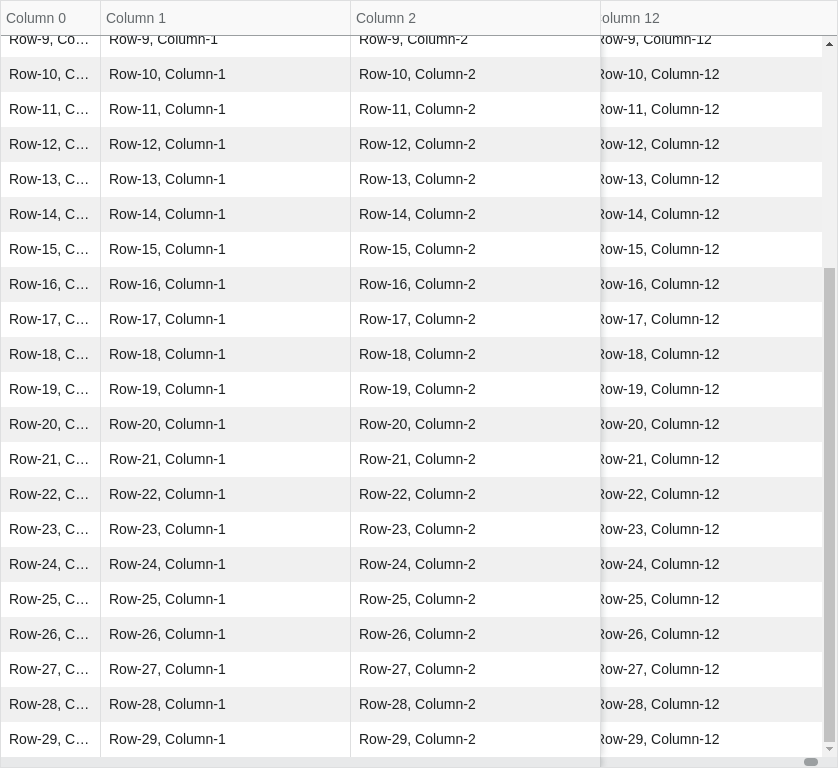 Column 0 Column 1 Column 2 olumn 12
Row-9, Co… Row-9, Column-1 Row-9, Column-2 Row-9, Column-12
Row-10, C… Row-10, Column-1 Row-10, Column-2 Row-10, Column-12
Row-11, C… Row-11, Column-1 Row-11, Column-2 Row-11, Column-12
Row-12, C… Row-12, Column-1 Row-12, Column-2 Row-12, Column-12
Row-13, C… Row-13, Column-1 Row-13, Column-2 Row-13, Column-12
Row-14, C… Row-14, Column-1 Row-14, Column-2 Row-14, Column-12
Row-15, C… Row-15, Column-1 Row-15, Column-2 Row-15, Column-12
Row-16, C… Row-16, Column-1 Row-16, Column-2 Row-16, Column-12
Row-17, C… Row-17, Column-1 Row-17, Column-2 Row-17, Column-12
Row-18, C… Row-18, Column-1 Row-18, Column-2 Row-18, Column-12
Row-19, C… Row-19, Column-1 Row-19, Column-2 Row-19, Column-12
Row-20, C… Row-20, Column-1 Row-20, Column-2 Row-20, Column-12
Row-21, C… Row-21, Column-1 Row-21, Column-2 Row-21, Column-12
Row-22, C… Row-22, Column-1 Row-22, Column-2 Row-22, Column-12
Row-23, C… Row-23, Column-1 Row-23, Column-2 Row-23, Column-12
Row-24, C… Row-24, Column-1 Row-24, Column-2 Row-24, Column-12
Row-25, C… Row-25, Column-1 Row-25, Column-2 Row-25, Column-12
Row-26, C… Row-26, Column-1 Row-26, Column-2 Row-26, Column-12
Row-27, C… Row-27, Column-1 Row-27, Column-2 Row-27, Column-12
Row-28, C… Row-28, Column-1 Row-28, Column-2 Row-28, Column-12
Row-29, C… Row-29, Column-1 Row-29, Column-2 Row-29, Column-12